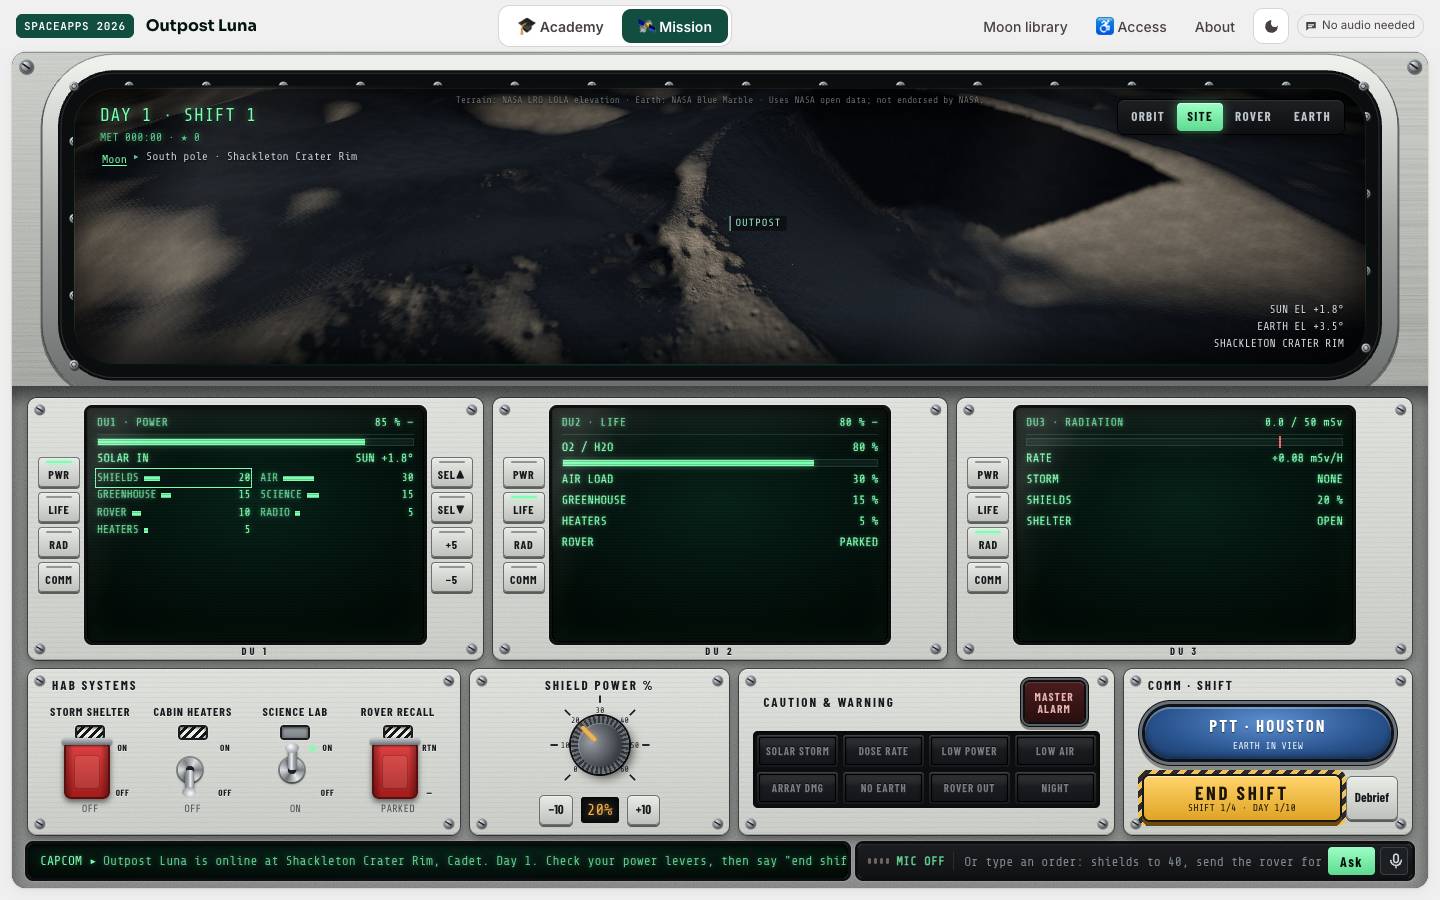 SPACEAPPS 2026 Outpost Luna
Academy Mission
Moon library Access About No audio needed
Terrain: NASA LRO LOLA elevation · Earth: NASA Blue Marble · Uses NASA open data; not endorsed by NASA.
DAY 1 · SHIFT 1
MET 000:00 · ★ 0
Moon ▸ South pole · Shackleton Crater Rim
ORBIT SITE ROVER EARTH
OUTPOST
SUN EL +1.8°
EARTH EL +3.5°
SHACKLETON CRATER RIM
PWR
LIFE
RAD
COMM
DU1 · POWER 85 % —
SOLAR IN SUN +1.8°
SHIELDS 20 AIR 30
GREENHOUSE 15 SCIENCE 15
ROVER 10 RADIO 5
HEATERS 5
SEL▲
SEL▼
+5
−5
DU 1
PWR
LIFE
RAD
COMM
DU2 · LIFE 80 % —
O2 / H2O 80 %
AIR LOAD 30 %
GREENHOUSE 15 %
HEATERS 5 %
ROVER PARKED
DU 2
PWR
LIFE
RAD
COMM
DU3 · RADIATION 0.0 / 50 mSv
RATE +0.08 mSv/H
STORM NONE
SHIELDS 20 %
SHELTER OPEN
DU 3
HAB SYSTEMS
STORM SHELTER CABIN HEATERS SCIENCE LAB ROVER RECALL
ON ON ON RTN
OFF OFF OFF —
OFF OFF ON PARKED
SHIELD POWER %
30
20 40
10 50
0 60
−10 20% +10
CAUTION & WARNING
MASTER
ALARM
SOLAR STORM DOSE RATE LOW POWER LOW AIR
ARRAY DMG NO EARTH ROVER OUT NIGHT
COMM · SHIFT
PTT · HOUSTON
EARTH IN VIEW
END SHIFT
SHIFT 1/4 · DAY 1/10
Debrief
CAPCOM ▸ Outpost Luna is online at Shackleton Crater Rim, Cadet. Day 1. Check your power levers, then say "end shif
MIC OFF Or type an order: shields to 40, send the rover for Ask